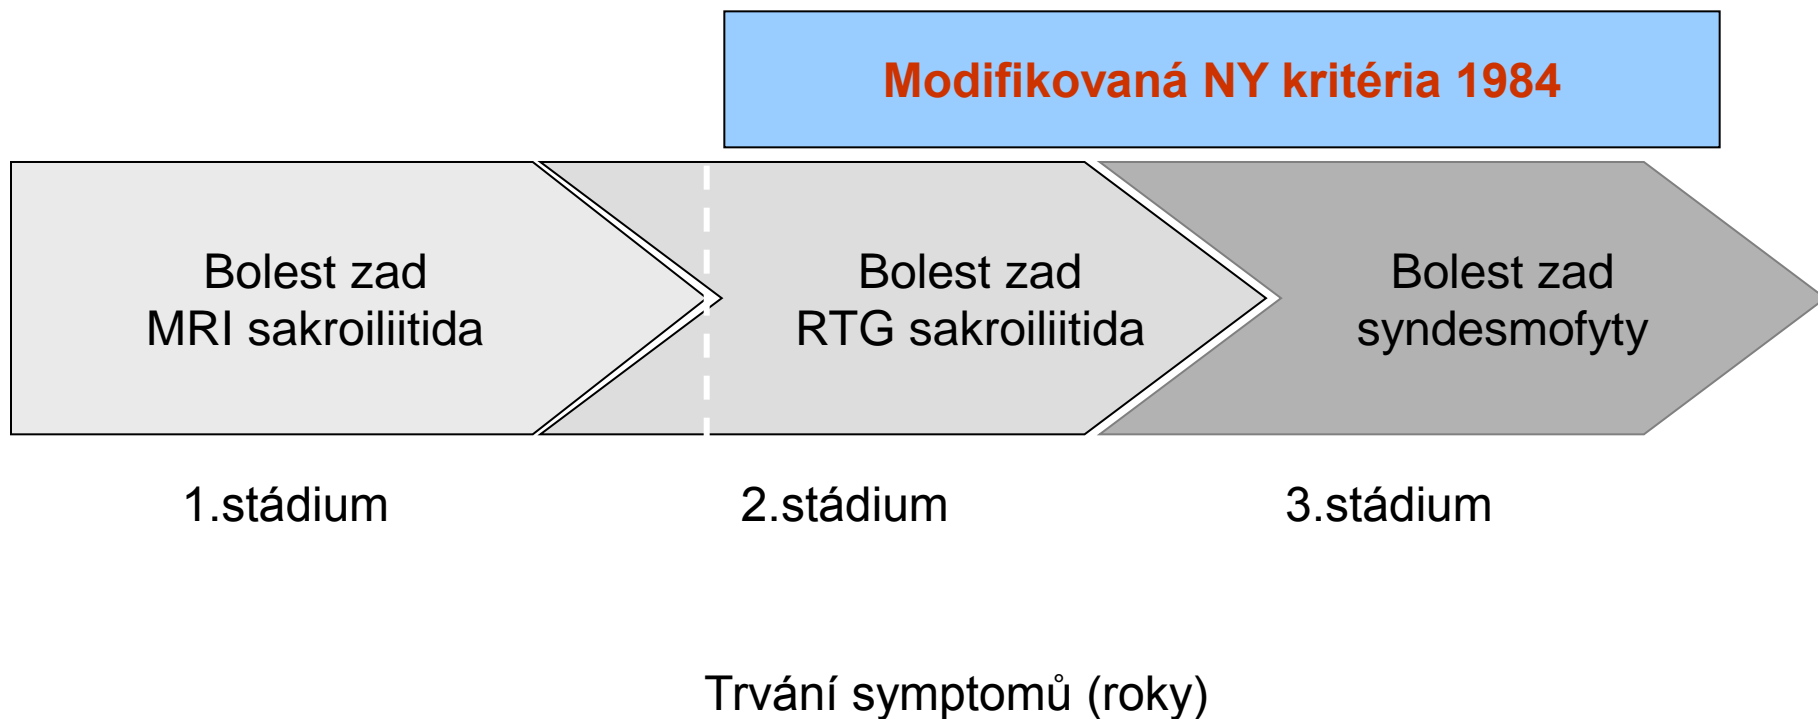 Modifikovaná NY kritéria 1984
Bolest zad
MRI sakroiliitida
Bolest zad
RTG sakroiliitida
Bolest zad
syndesmofyty
1.stádium
2.stádium
3.stádium
Trvání symptomů (roky)